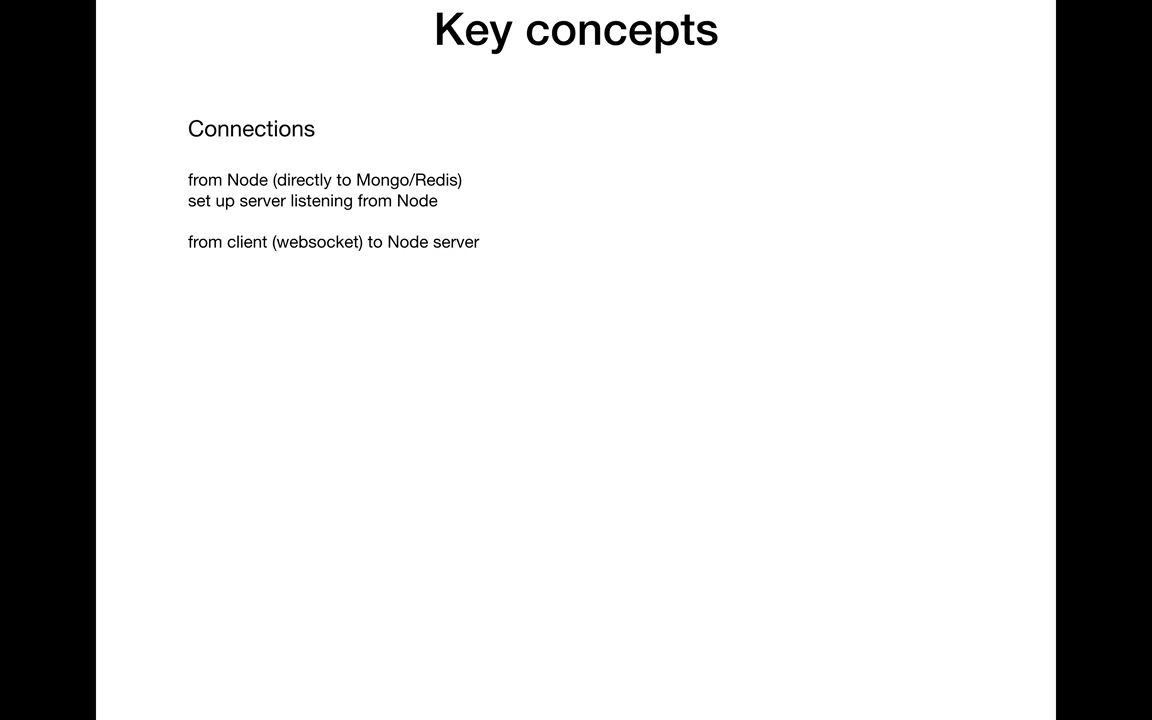 Key concepts
Connections
from Node (directly to Mongo/Redis)
set up server listening from Node
from client (websocket) to Node server